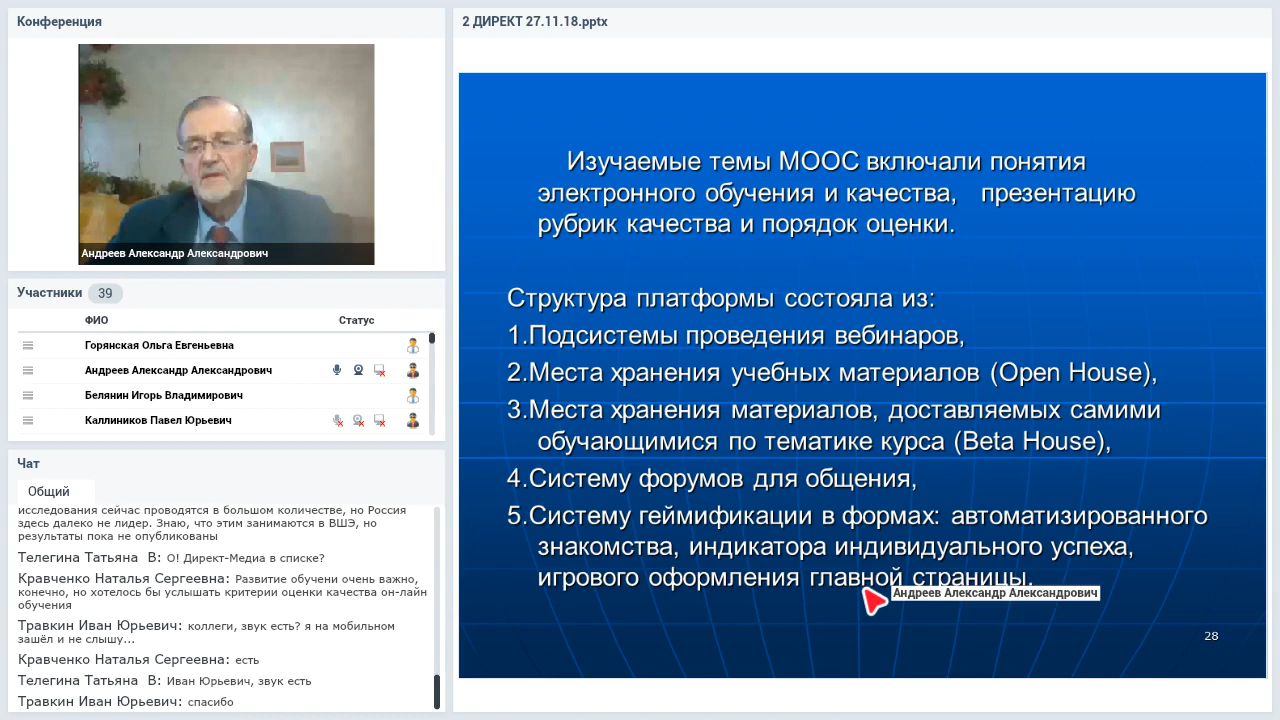 Конференция
Андреев Александр Александрович
Участники 39
ФИО Статус
Горянская Ольга Евгеньевна
Андреев Александр Александрович
Белянин Игорь Владимирович
Каллиников Павел Юрьевич
Чат
Общий
исследования сейчас проводятся в большом количестве, но Россия
здесь далеко не лидер. Знаю, что этим занимаются в ВШЭ, но
результаты пока не опубликованы
Телегина Татьяна В: О! Директ-Медиа в списке?
Кравченко Наталья Сергеевна: Развитие обучени очень важно,
конечно, но хотелось бы услышать критерии оценки качества он-лайн
обучения
Травкин Иван Юрьевич: коллеги, звук есть? я на мобильном
зашёл и не слышу...
Кравченко Наталья Сергеевна: есть
Телегина Татьяна В: Иван Юрьевич, звук есть
Травкин Иван Юрьевич: спасибо
2 ДИРЕКТ 27.11.18.pptx
Изучаемые темы МООС включали понятия
электронного обучения и качества, презентацию
рубрик качества и порядок оценки.
Структура платформы состояла из:
1.Подсистемы проведения вебинаров,
2.Места хранения учебных материалов (Open House),
3.Места хранения материалов, доставляемых самими
обучающимися по тематике курса (Beta House),
4.Систему форумов для общения,
5.Систему геймификации в формах: автоматизированного
знакомства, индикатора индивидуального успеха,
игрового оформления главной страницы.
Андреев Александр Александрович
28